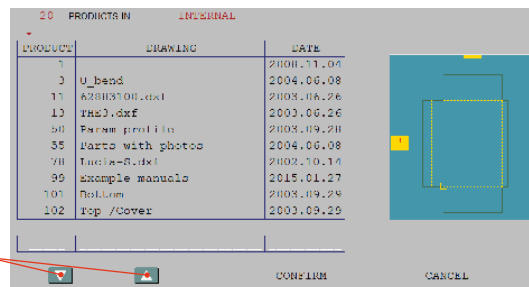 20 PRODUCTS IN INTERNAL
PRODUCT DRAWING DATE
1 2008.11.04
3 U_bend 2004.06.08
11 62883100.dxf 2003.06.26
13 THE3.dxf 2003.06.26
50 Param profile 2003.09.28
55 Parts with photos 2004.06.08
78 Lucia-S.dxf 2002.10.14
99 Example manuals 2015.01.27
101 Bottom 2003.09.29
102 Top /Cover 2003.09.29
CONFIRM CANCEL